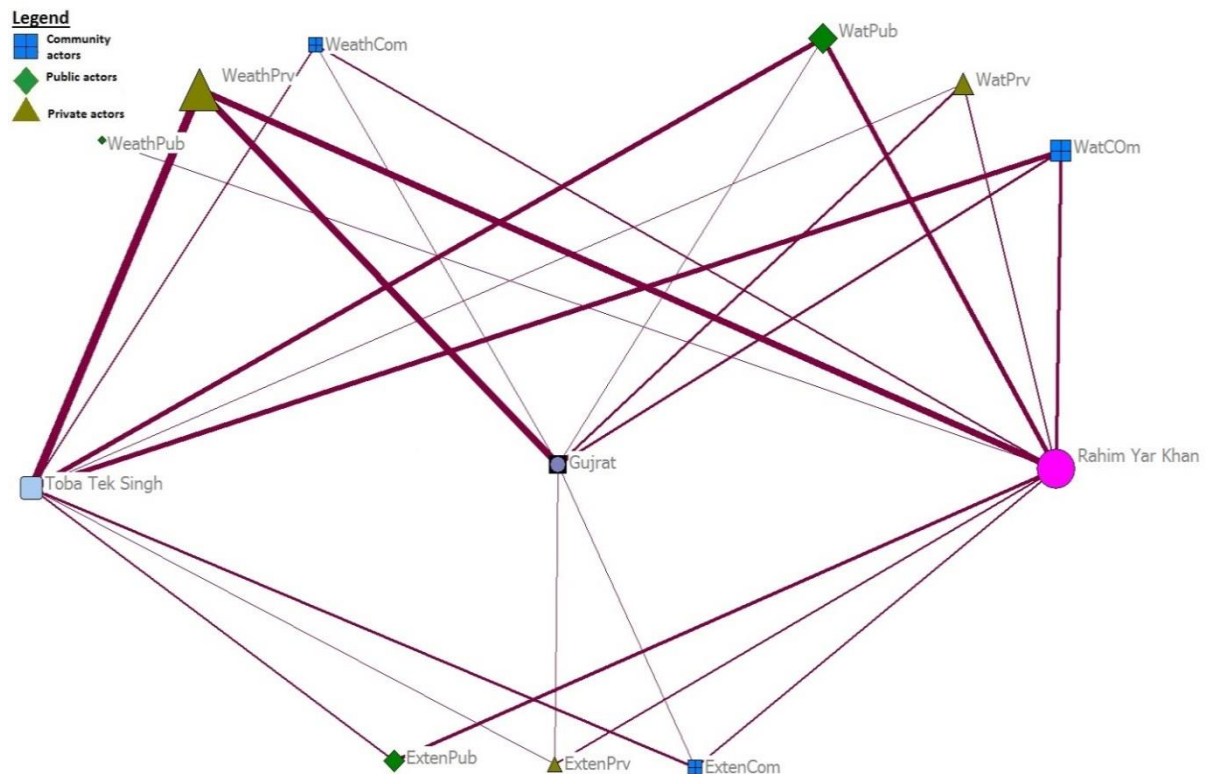 Legend
Community
actors
Public actors
Private actors
WeathCom
WeathPrv
WeathPub
WatPub
WatPrv
WatCOm
Toba Tek Singh
Gujrat
Rahim Yar Khan
ExtenPub
ExtenPrv
ExtenCom